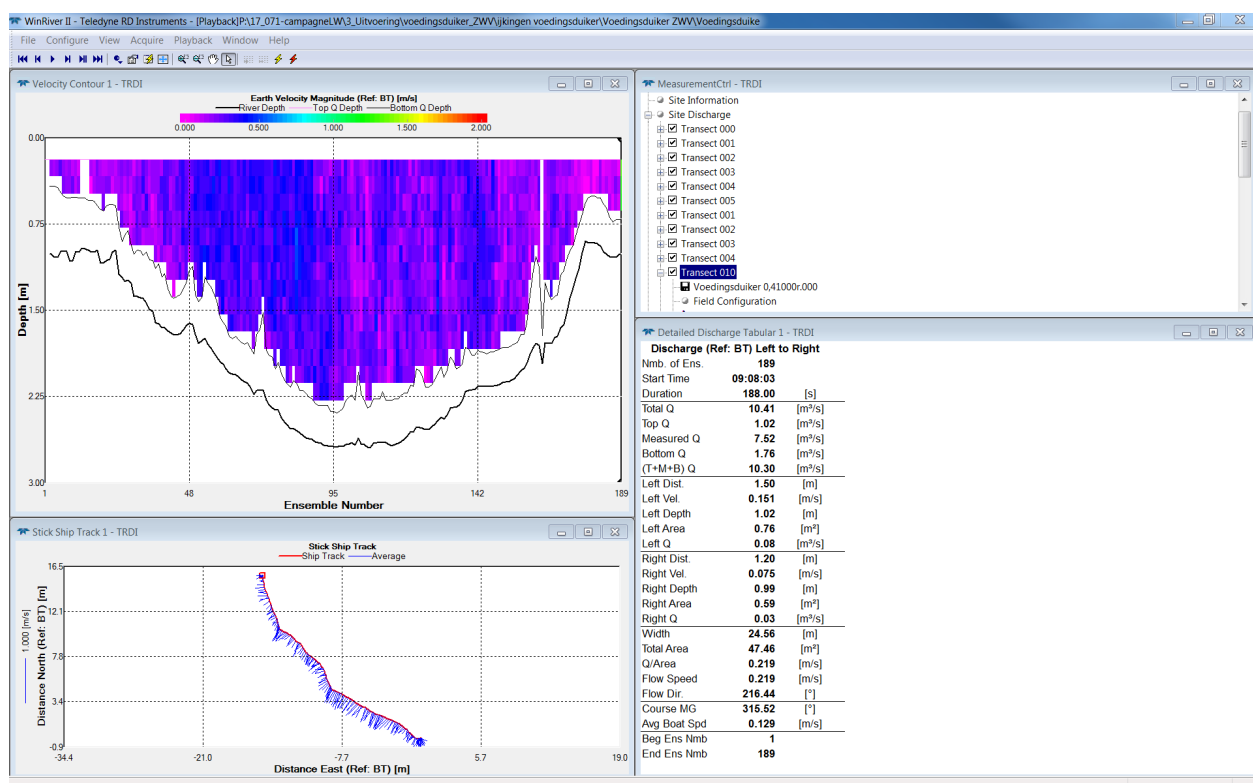 WinRiver II - Teledyne RD Instruments - [Playback]P:\17_071-campagneLW\3_Uitvoering\voedingsduiker_ZWV\ijkingen voedingsduiker\Voedingsduiker ZWV\Voedingsduike
File Configure View Acquire Playback Window Help
Velocity Contour 1 - TRDI
Earth Velocity Magnitude (Ref: BT) [m/s]
River Depth Top Q Depth Bottom Q Depth
0.000 0.500 1.000 1.500 2.000
0.00
0.75
1.50
2.25
3.00
Depth [m]
1 48 95 142 189
Ensemble Number
Stick Ship Track 1 - TRDI
Stick Ship Track
Ship Track Average
16.5
12.1
7.8
3.4
-0.9
1.000 [m/s]
Distance North (Ref: BT) [m]
-34.4 -21.0 -7.7 5.7 19.0
Distance East (Ref: BT) [m]
MeasurementCtrl - TRDI
Site Information
Site Discharge
Transect 000
Transect 001
Transect 002
Transect 003
Transect 004
Transect 005
Transect 001
Transect 002
Transect 003
Transect 004
Transect 010
Voedingsduiker 0,41000r.000
Field Configuration
Detailed Discharge Tabular 1 - TRDI
Discharge (Ref: BT) Left to Right
Nmb. of Ens. 189
Start Time 09:08:03
Duration 188.00 [s]
Total Q 10.41 [m³/s]
Top Q 1.02 [m³/s]
Measured Q 7.52 [m³/s]
Bottom Q 1.76 [m³/s]
(T+M+B) Q 10.30 [m³/s]
Left Dist. 1.50 [m]
Left Vel. 0.151 [m/s]
Left Depth 1.02 [m]
Left Area 0.76 [m²]
Left Q 0.08 [m³/s]
Right Dist. 1.20 [m]
Right Vel. 0.075 [m/s]
Right Depth 0.99 [m]
Right Area 0.59 [m²]
Right Q 0.03 [m³/s]
Width 24.56 [m]
Total Area 47.46 [m²]
Q/Area 0.219 [m/s]
Flow Speed 0.219 [m/s]
Flow Dir. 216.44 [°]
Course MG 315.52 [°]
Avg Boat Spd 0.129 [m/s]
Beg Ens Nmb 1
End Ens Nmb 189